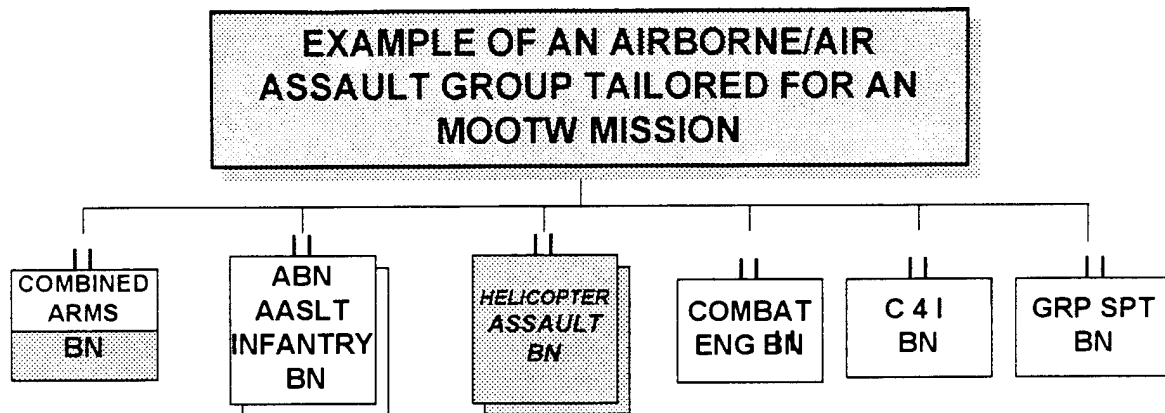 EXAMPLE OF AN AIRBORNE/AIR
ASSAULT GROUP TAILORED FOR AN
MOOTW MISSION
COMBINED
ARMS
BN
ABN
AASLT
INFANTRY
BN
HELICOPTER
ASSAULT
BN
COMBAT
ENG BN
C 4 I
BN
GRP SPT
BN